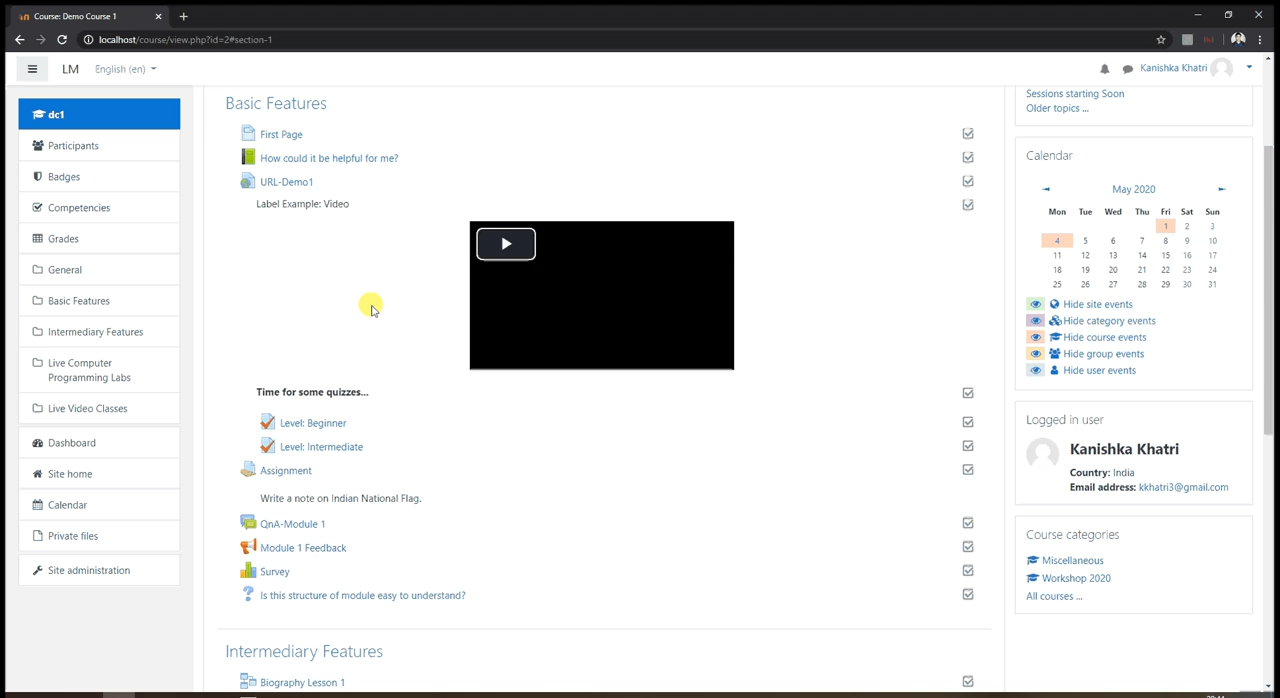 Course: Demo Course 1
localhost/course/view.php?id=2#section-1
LM English (en)
Kanishka Khatri
dc1
Participants
Badges
Competencies
Grades
General
Basic Features
Intermediary Features
Live Computer
Programming Labs
Live Video Classes
Dashboard
Site home
Calendar
Private files
Site administration
Basic Features
First Page
How could it be helpful for me?
URL-Demo1
Label Example: Video
Time for some quizzes...
Level: Beginner
Level: Intermediate
Assignment
Write a note on Indian National Flag.
QnA-Module 1
Module 1 Feedback
Survey
Is this structure of module easy to understand?
Intermediary Features
Biography Lesson 1
Sessions starting Soon
Older topics ...
Calendar
◄ May 2020 ►
Mon Tue Wed Thu Fri Sat Sun
1 2 3
4 5 6 7 8 9 10
11 12 13 14 15 16 17
18 19 20 21 22 23 24
25 26 27 28 29 30 31
Hide site events
Hide category events
Hide course events
Hide group events
Hide user events
Logged in user
Kanishka Khatri
Country: India
Email address: kkhatri3@gmail.com
Course categories
Miscellaneous
Workshop 2020
All courses ...